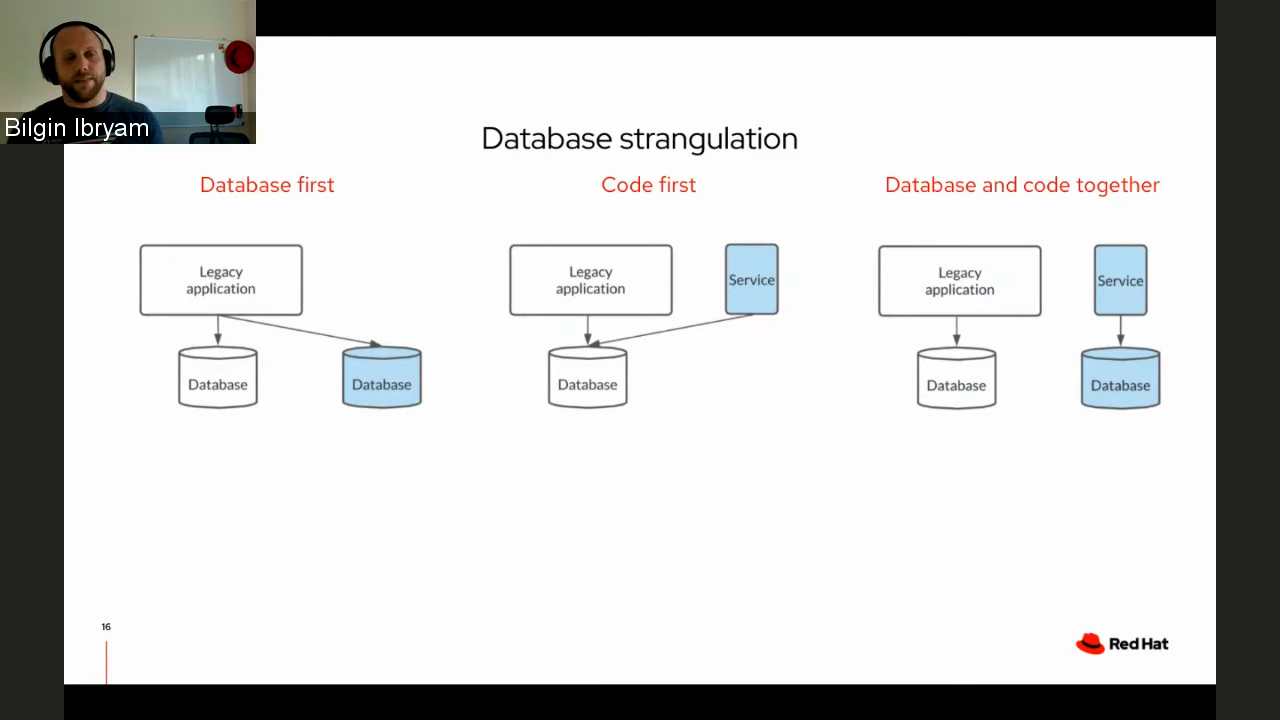 Bilgin Ibryam
Database strangulation
Database first
Code first
Database and code together
Legacy
application
Database
Database
Legacy
application
Service
Database
Legacy
application
Service
Database
Database
16
Red Hat